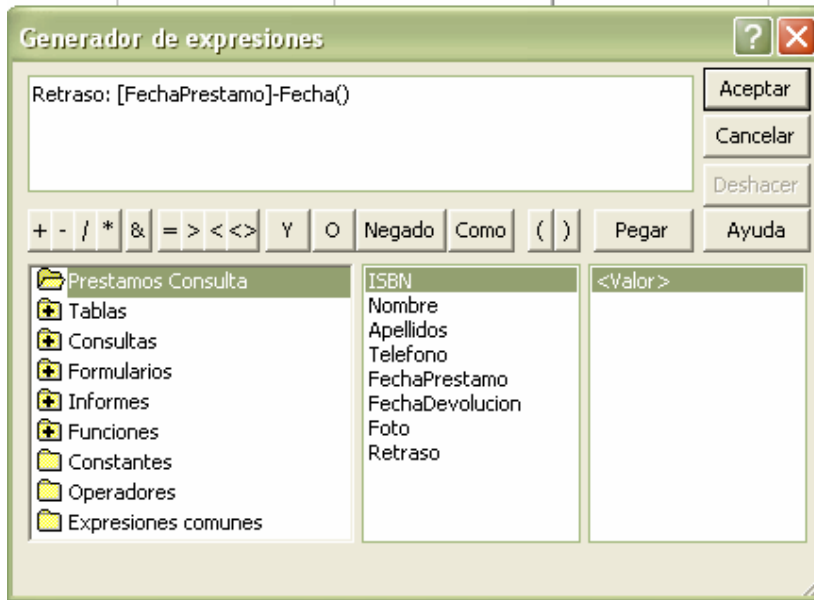 Generador de expresiones
?
Retraso: [FechaPrestamo]-Fecha()
Aceptar
Cancelar
Deshacer
+ - / * & = > < <> Y O Negado Como ( ) Pegar Ayuda
Prestamos Consulta
Tablas
Consultas
Formularios
Informes
Funciones
Constantes
Operadores
Expresiones comunes
ISBN
Nombre
Apellidos
Telefono
FechaPrestamo
FechaDevolucion
Foto
Retraso
<Valor>